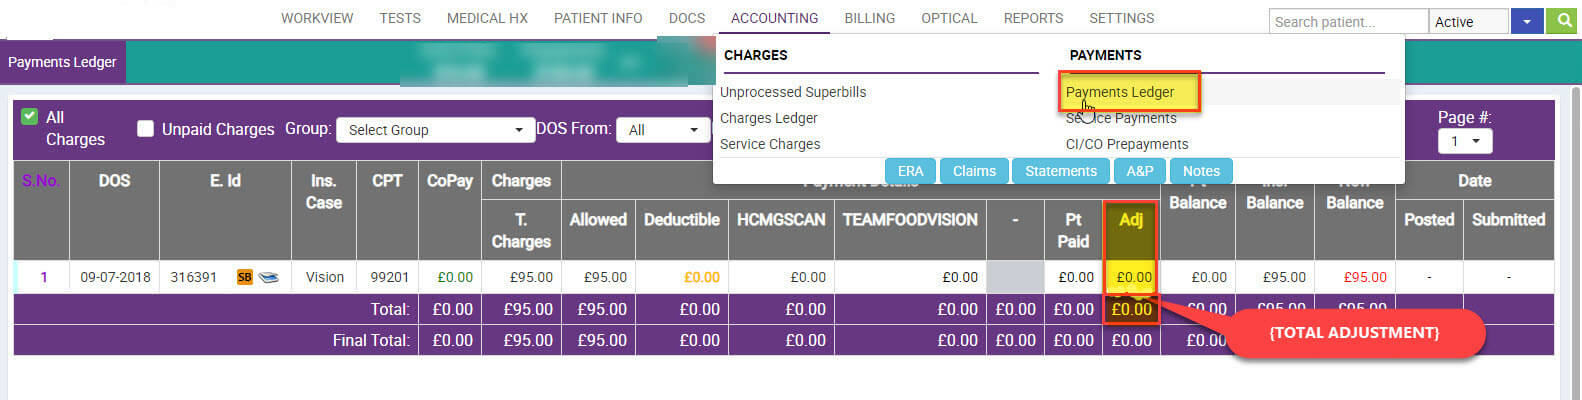 WORKVIEW TESTS MEDICAL HX PATIENT INFO DOCS ACCOUNTING BILLING OPTICAL REPORTS SETTINGS Search patient... Active
Payments Ledger
CHARGES PAYMENTS
Unprocessed Superbills Payments Ledger
Charges Ledger Service Payments
Service Charges CI/CO Prepayments
ERA Claims Statements A&P Notes
All Charges Unpaid Charges Group: Select Group DOS From: All Page #: 1
S.No. DOS E. Id Ins. Case CPT CoPay Charges Payment Details Pt Balance Ins. Balance New Balance Date
T. Charges Allowed Deductible HCMGSCAN TEAMFOODVISION - Pt Paid Adj Posted Submitted
1 09-07-2018 316391 SB Vision 99201 £0.00 £95.00 £95.00 £0.00 £0.00 £0.00 £0.00 £0.00 £0.00 £95.00 £95.00 - -
Total: £0.00 £95.00 £95.00 £0.00 £0.00 £0.00 £0.00 £0.00 £0.00 £0.00 £95.00 £95.00
Final Total: £0.00 £95.00 £95.00 £0.00 £0.00 £0.00 £0.00 £0.00 £0.00 £0.00
{TOTAL ADJUSTMENT}